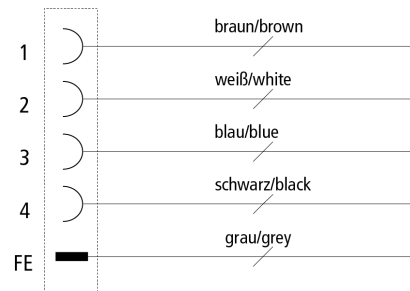 1 braun/brown
2 weiß/white
3 blau/blue
4 schwarz/black
FE grau/grey